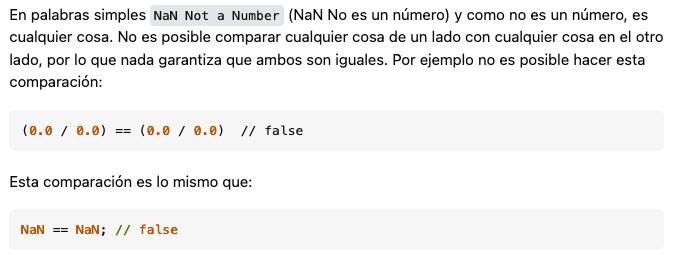 En palabras simples NaN Not a Number (NaN No es un número) y como no es un número, es
cualquier cosa. No es posible comparar cualquier cosa de un lado con cualquier cosa en el otro
lado, por lo que nada garantiza que ambos son iguales. Por ejemplo no es posible hacer esta
comparación:
(0.0 / 0.0) == (0.0 / 0.0)  // false
Esta comparación es lo mismo que:
NaN == NaN; // false